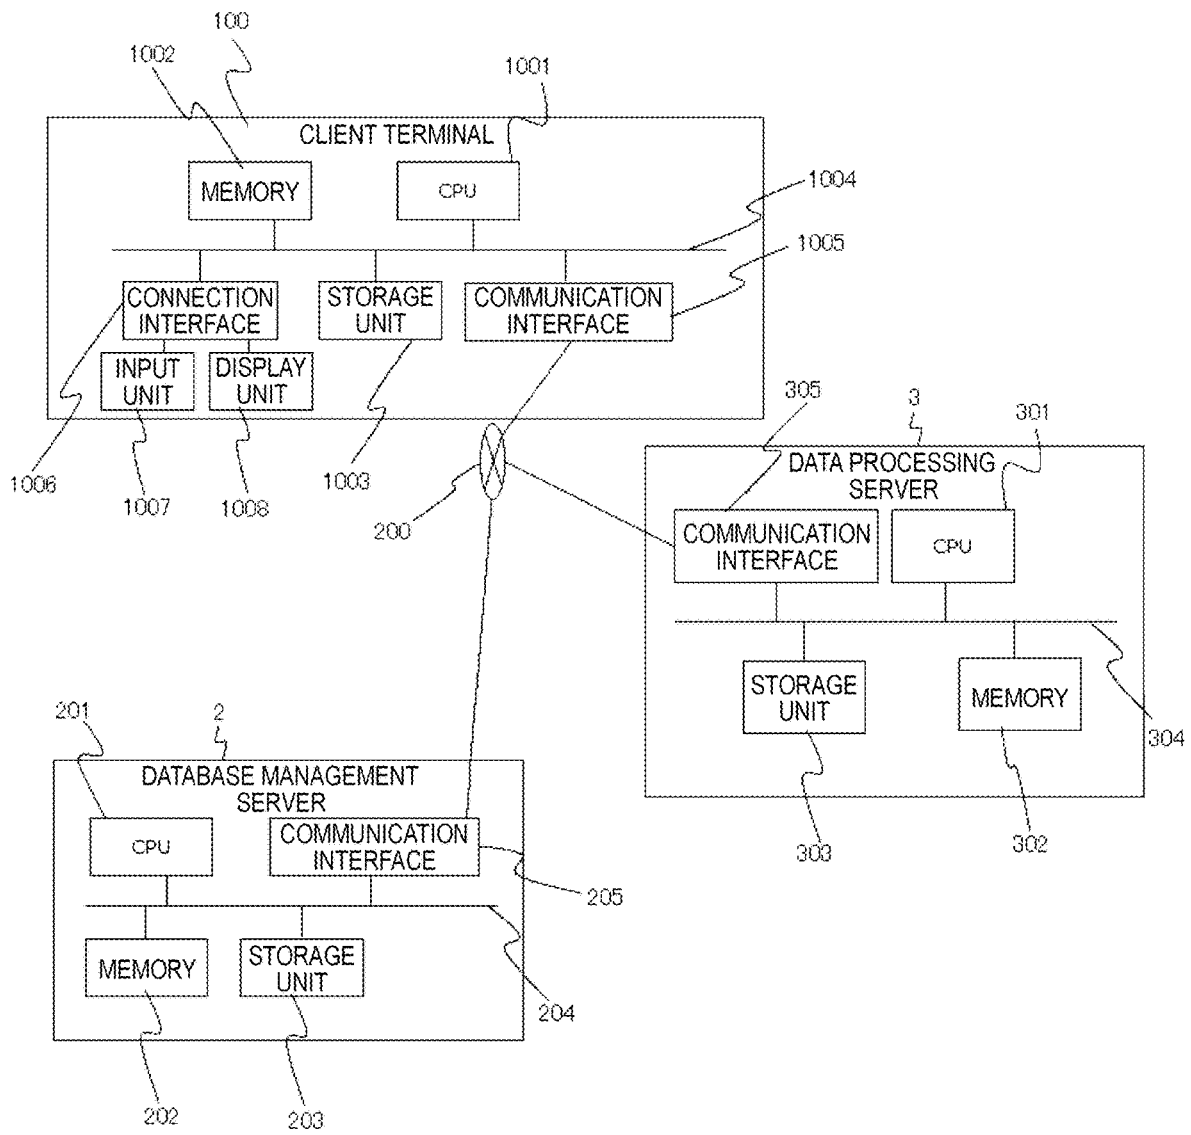 100
1002
1001
CLIENT TERMINAL
MEMORY
CPU
1004
1005
CONNECTION
INTERFACE
STORAGE
UNIT
COMMUNICATION
INTERFACE
INPUT
UNIT
DISPLAY
UNIT
1006
1007
1008
1003
200
305
3
301
DATA PROCESSING
SERVER
COMMUNICATION
INTERFACE
CPU
STORAGE
UNIT
MEMORY
304
303
302
201
2
DATABASE MANAGEMENT
SERVER
CPU
COMMUNICATION
INTERFACE
205
MEMORY
STORAGE
UNIT
204
202
203